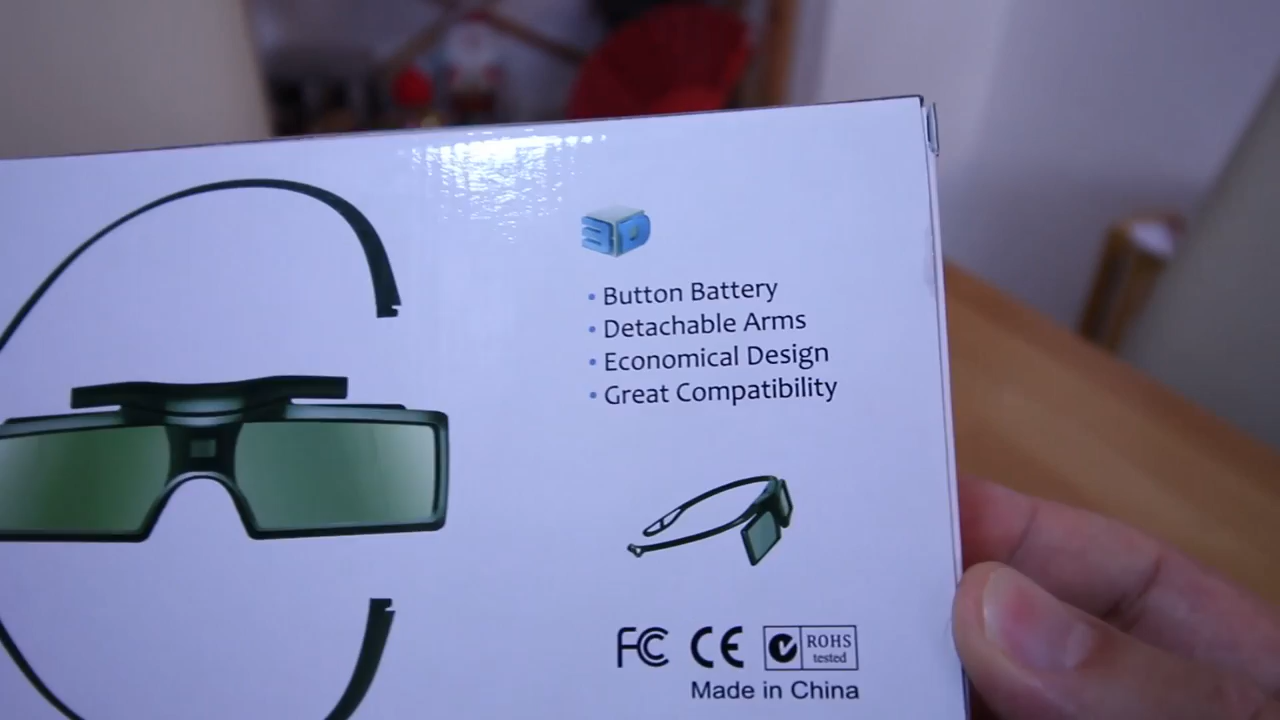 3D
• Button Battery
• Detachable Arms
• Economical Design
• Great Compatibility
FC CE ROHS
tested
Made in China